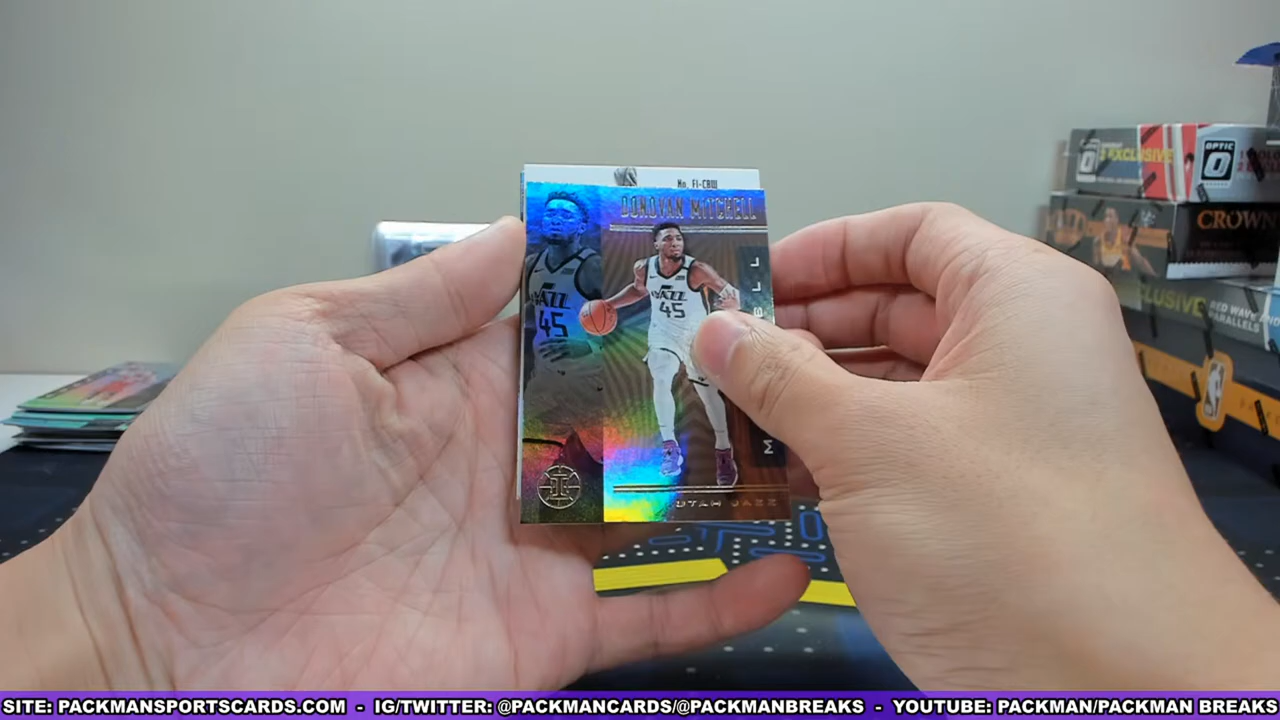 No. FI-CBW
DONOVAN MITCHELL
JAZZ
45
JAZZ
45
UTAH JAZZ
EXCLUSIVE
OPTIC
CROWN
RED WAVE
PARALLELS
SITE: PACKMANSPORTSCARDS.COM - IG/TWITTER: @PACKMANCARDS/@PACKMANBREAKS - YOUTUBE: PACKMAN/PACKMAN BREAKS